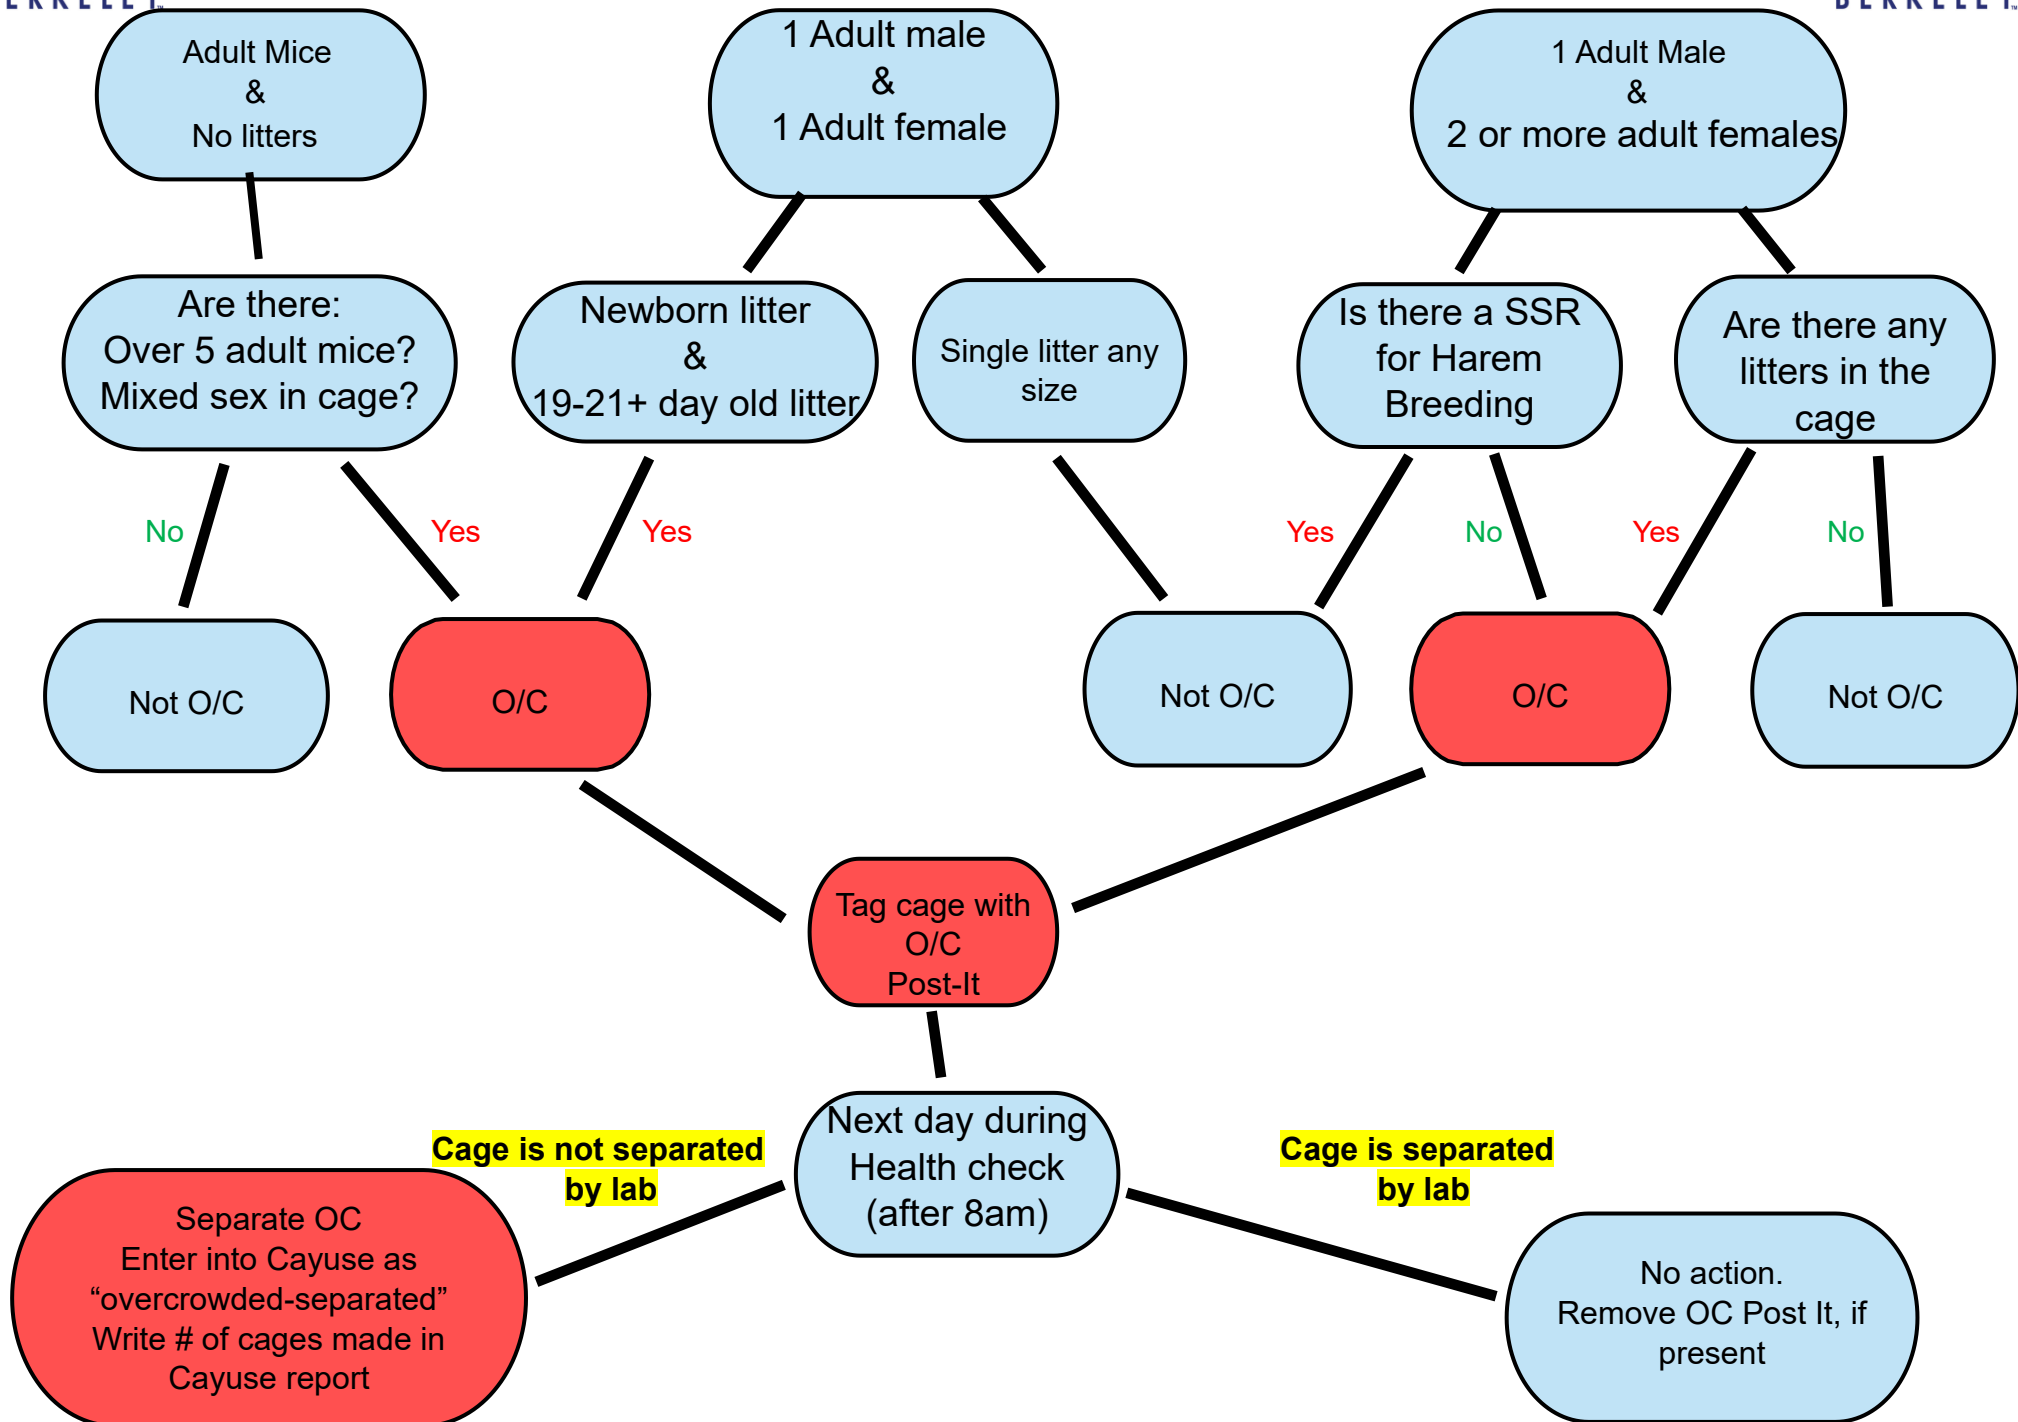 BERKELEY
BERKELEY
Adult Mice
&
No litters
1 Adult male
&
1 Adult female
1 Adult Male
&
2 or more adult females
Are there:
Over 5 adult mice?
Mixed sex in cage?
Newborn litter
&
19-21+ day old litter
Single litter any
size
Is there a SSR
for Harem
Breeding
Are there any
litters in the
cage
No
Yes
Yes
Yes
No
Yes
No
Not O/C
O/C
Not O/C
O/C
Not O/C
Tag cage with
O/C
Post-It
Next day during
Health check
(after 8am)
Cage is not separated
by lab
Cage is separated
by lab
Separate OC
Enter into Cayuse as
“overcrowded-separated”
Write # of cages made in
Cayuse report
No action.
Remove OC Post It, if
present